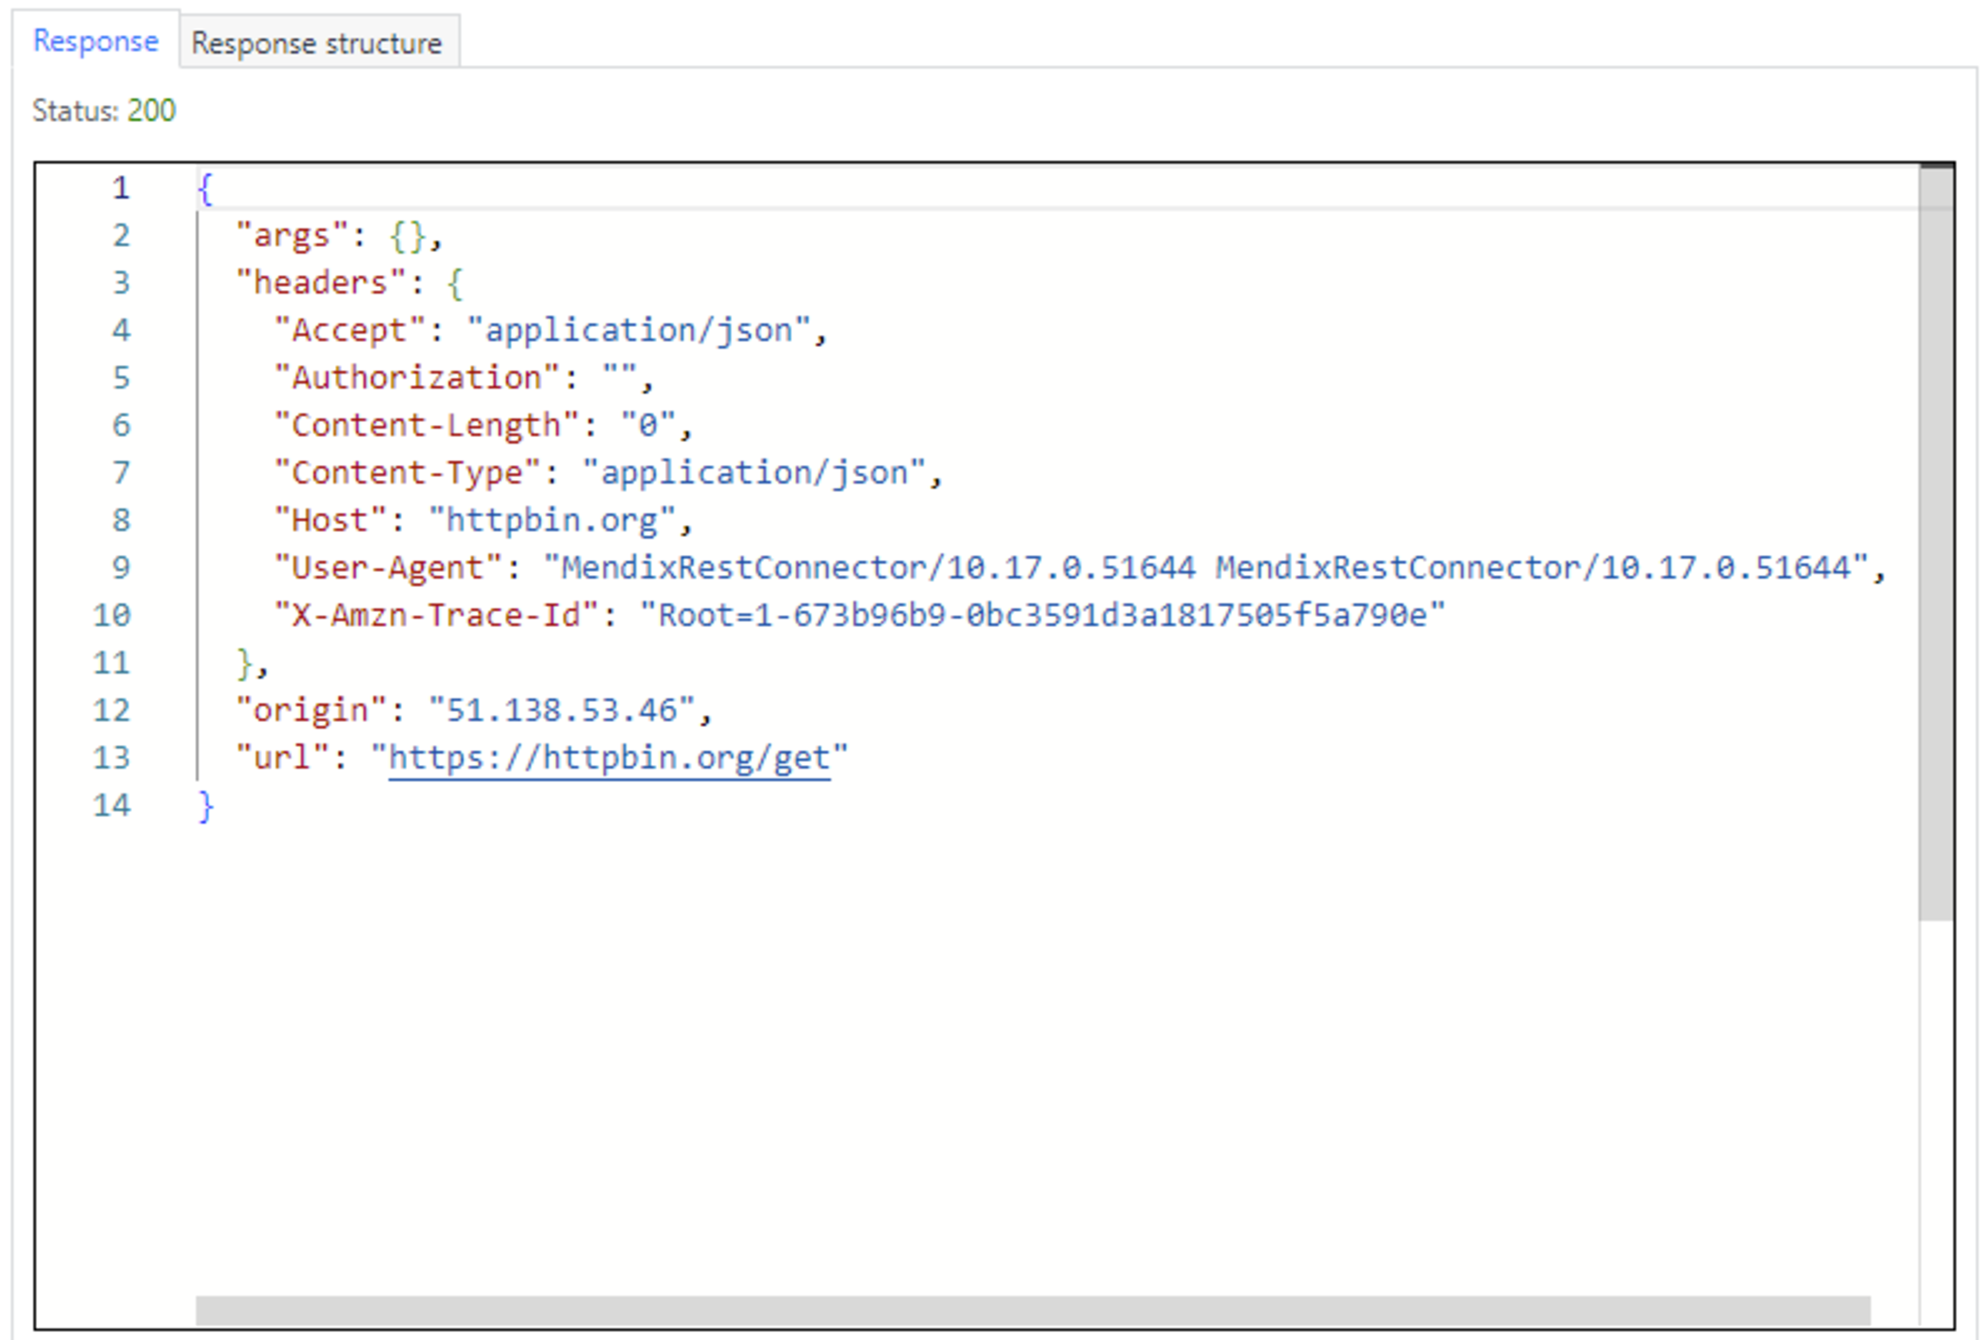 Response Response structure
Status: 200
1 {
2 "args": {},
3 "headers": {
4 "Accept": "application/json",
5 "Authorization": "",
6 "Content-Length": "0",
7 "Content-Type": "application/json",
8 "Host": "httpbin.org",
9 "User-Agent": "MendixRestConnector/10.17.0.51644 MendixRestConnector/10.17.0.51644",
10 "X-Amzn-Trace-Id": "Root=1-673b96b9-0bc3591d3a1817505f5a790e"
11 },
12 "origin": "51.138.53.46",
13 "url": "https://httpbin.org/get"
14 }